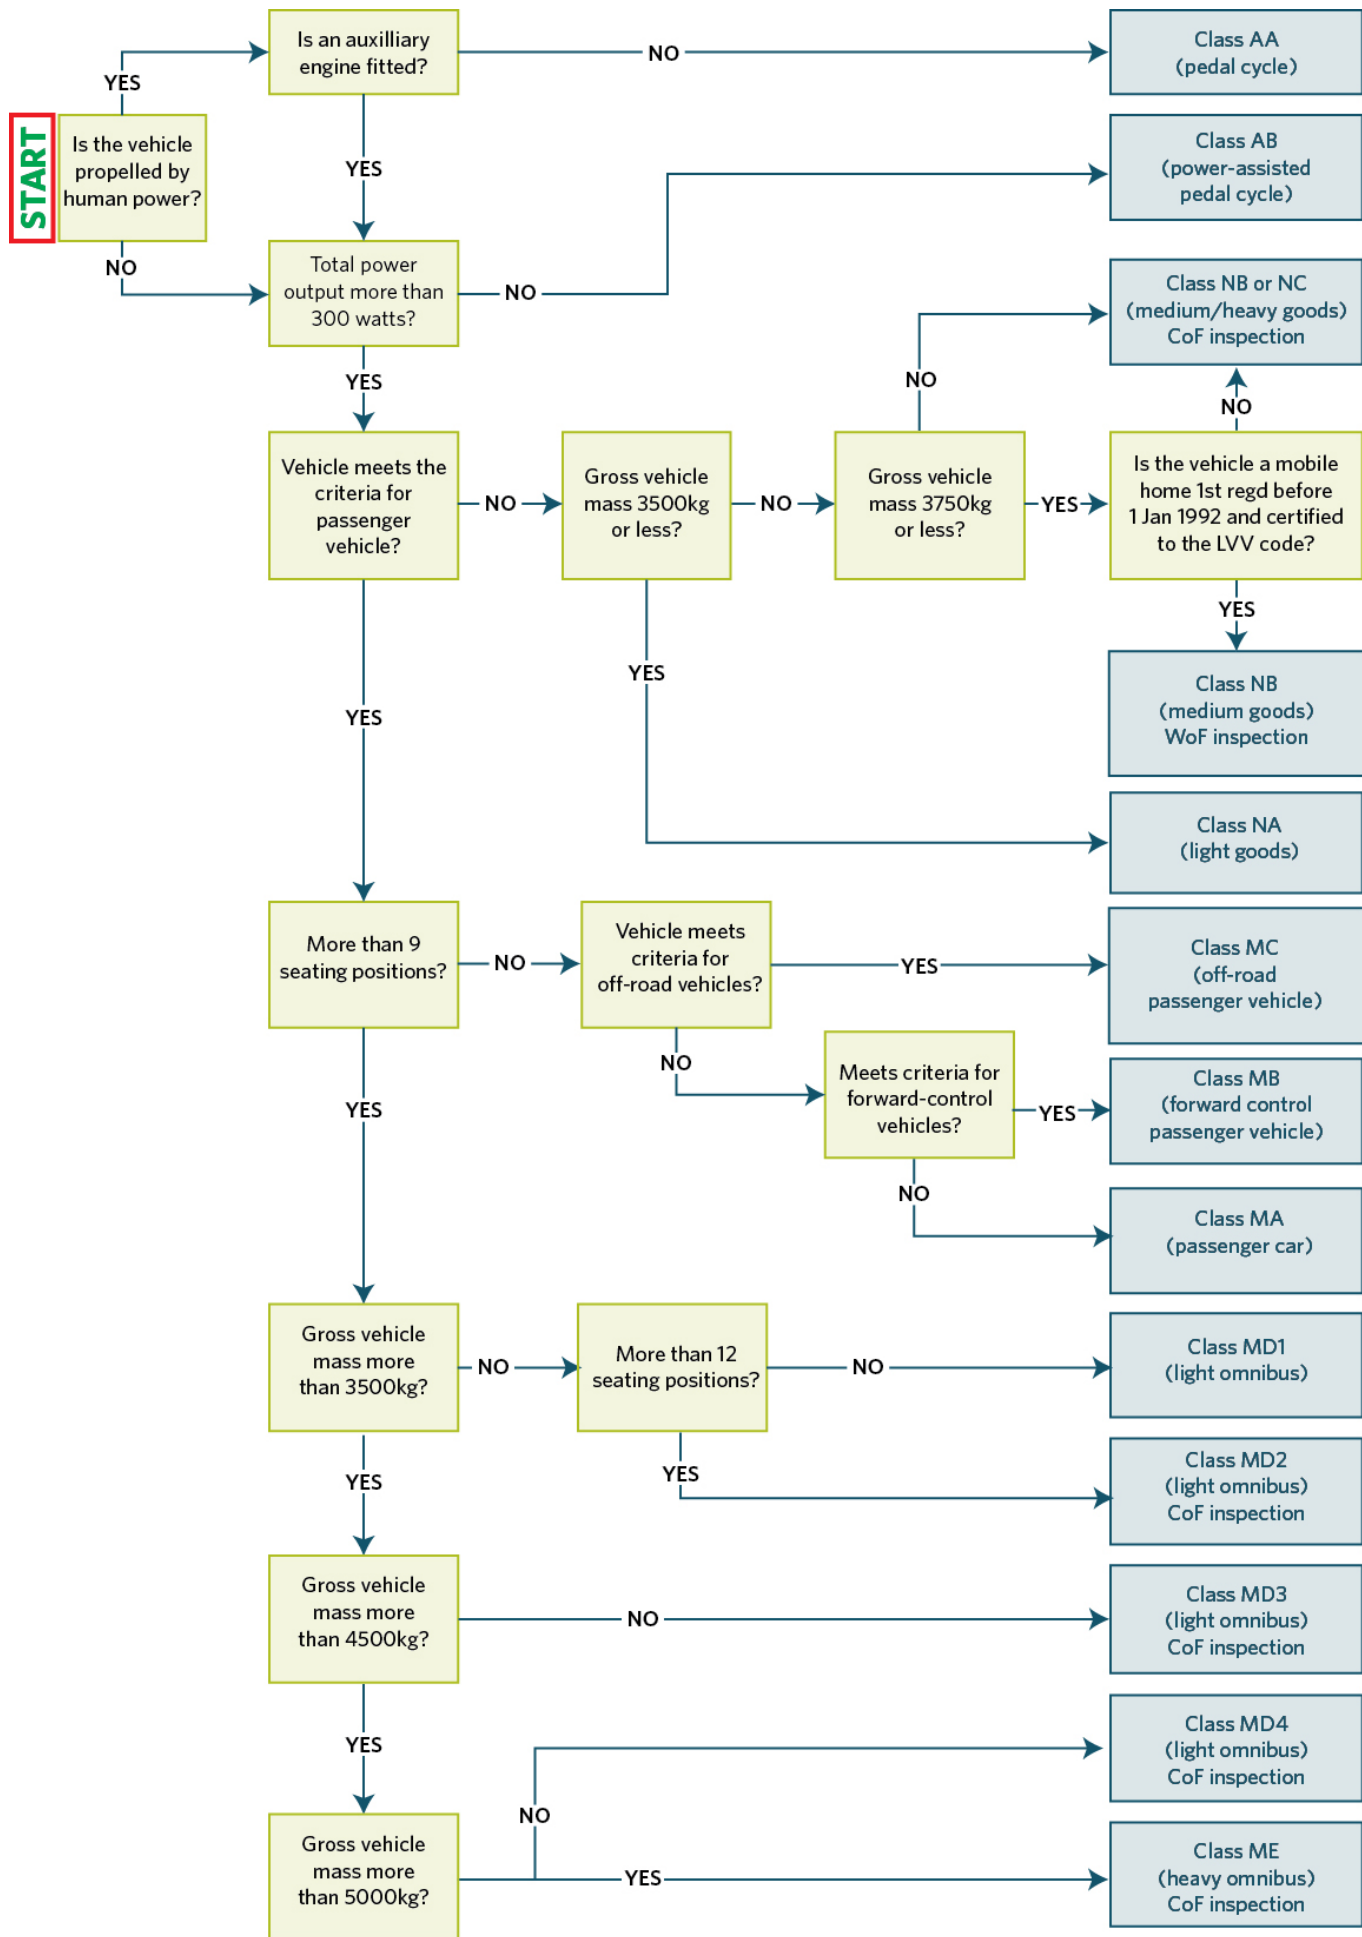 Is an auxilliary
engine fitted?
NO
Class AA
(pedal cycle)
YES
START
Is the vehicle
propelled by
human power?
YES
Class AB
(power-assisted
pedal cycle)
NO
Total power
output more than
300 watts?
NO
Class NB or NC
(medium/heavy goods)
CoF inspection
YES
NO
NO
Vehicle meets the
criteria for
passenger
vehicle?
NO
Gross vehicle
mass 3500kg
or less?
NO
Gross vehicle
mass 3750kg
or less?
YES
Is the vehicle a mobile
home 1st regd before
1 Jan 1992 and certified
to the LVV code?
YES
YES
YES
Class NB
(medium goods)
WoF inspection
Class NA
(light goods)
More than 9
seating positions?
NO
Vehicle meets
criteria for
off-road vehicles?
YES
Class MC
(off-road
passenger vehicle)
NO
YES
Meets criteria for
forward-control
vehicles?
YES
Class MB
(forward control
passenger vehicle)
NO
Class MA
(passenger car)
Gross vehicle
mass more
than 3500kg?
NO
More than 12
seating positions?
NO
Class MD1
(light omnibus)
YES
YES
Class MD2
(light omnibus)
CoF inspection
Gross vehicle
mass more
than 4500kg?
NO
Class MD3
(light omnibus)
CoF inspection
YES
Class MD4
(light omnibus)
CoF inspection
NO
Gross vehicle
mass more
than 5000kg?
YES
Class ME
(heavy omnibus)
CoF inspection